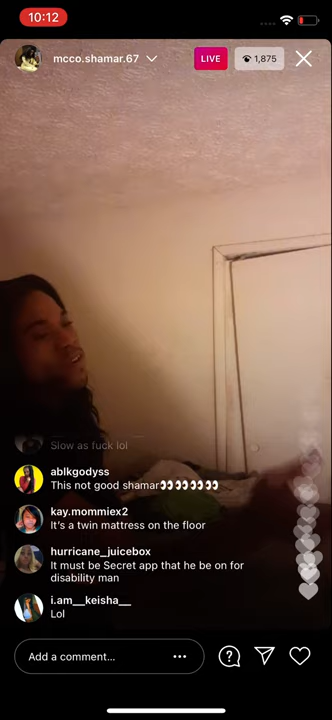 10:12
mcco.shamar.67
LIVE
1,875
Slow as fuck lol
ablkgodyss
This not good shamar👀👀👀👀👀👀👀👀
kay.mommiex2
It's a twin mattress on the floor
hurricane_juicebox
It must be Secret app that he be on for
disability man
i.am__keisha__
Lol
Add a comment...